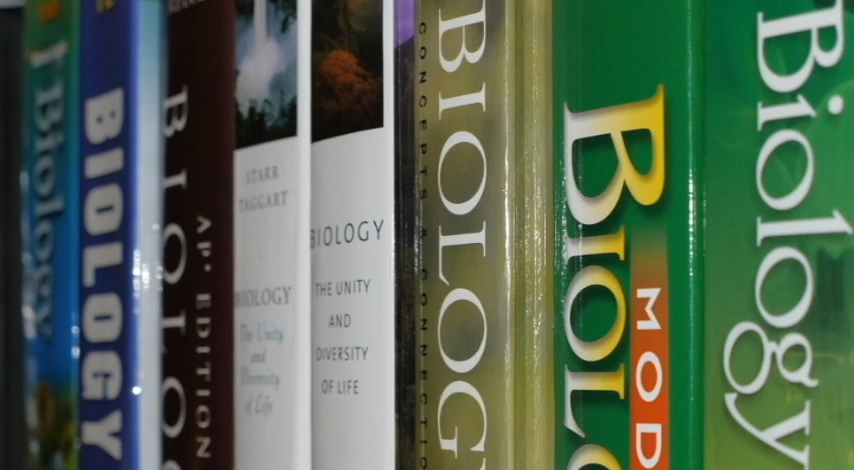 Biology
BIOLOGY
BIOLOG
AP* EDITION
STARR
TAGGART
BIOLOGY
The Unity
and
Diversity
of Life
BIOLOGY
THE UNITY
AND
DIVERSITY
OF LIFE
CONCEPTS & CONNECTIO
BIOLOGY
BIOLO
MOD
Biology